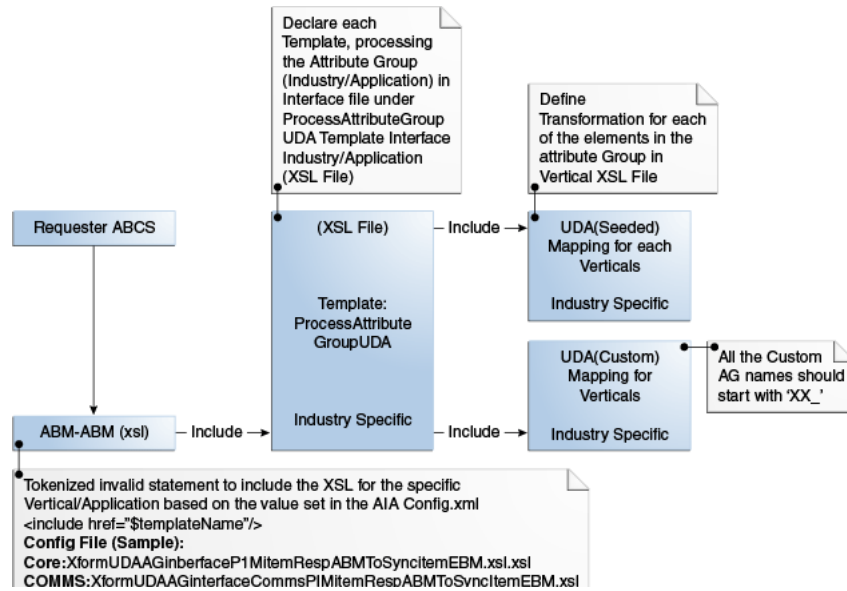 Declare each
Template, processing
the Attribute Group
(Industry/Application) in
Interface file under
ProcessAttributeGroup
UDA Template Interface
Industry/Application
(XSL File)
Define
Transformation for each
of the elements in the
attribute Group in
Vertical XSL File
Requester ABCS
(XSL File)
Include
UDA(Seeded)
Mapping for each
Verticals
Industry Specific
Template:
ProcessAttribute
GroupUDA
Industry Specific
UDA(Custom)
Mapping for
Verticals
Industry Specific
All the Custom
AG names should
start with 'XX_'
ABM-ABM (xsl)
Include
Include
Tokenized invalid statement to include the XSL for the specific
Vertical/Application based on the value set in the AIA Config.xml
<include href="$templateName"/>
Config File (Sample):
Core:XformUDAAGinberfaceP1MitemRespABMToSyncitemEBM.xsl.xsl
COMMS:XformUDAAGinterfaceCommsPIMitemRespABMToSyncItemEBM.xsl